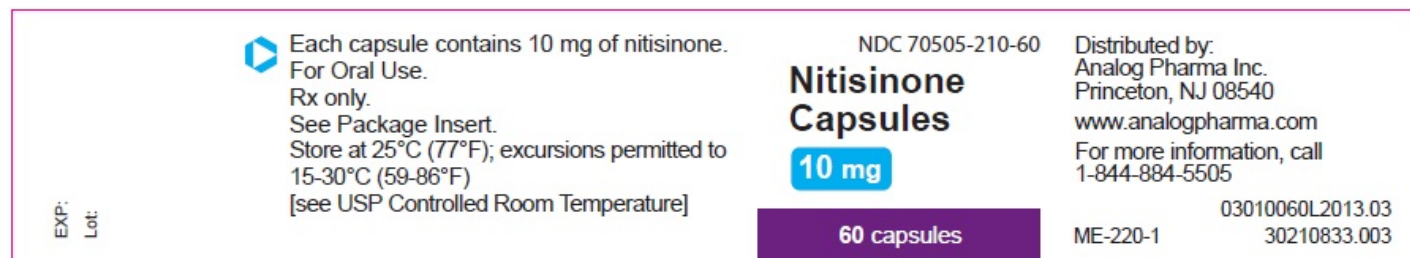 EXP:
Lot:
Each capsule contains 10 mg of nitisinone.
For Oral Use.
Rx only.
See Package Insert.
Store at 25°C (77°F); excursions permitted to
15-30°C (59-86°F)
[see USP Controlled Room Temperature]
NDC 70505-210-60
Nitisinone
Capsules
10 mg
60 capsules
Distributed by:
Analog Pharma Inc.
Princeton, NJ 08540
www.analogpharma.com
For more information, call
1-844-884-5505
03010060L2013.03
ME-220-1 30210833.003